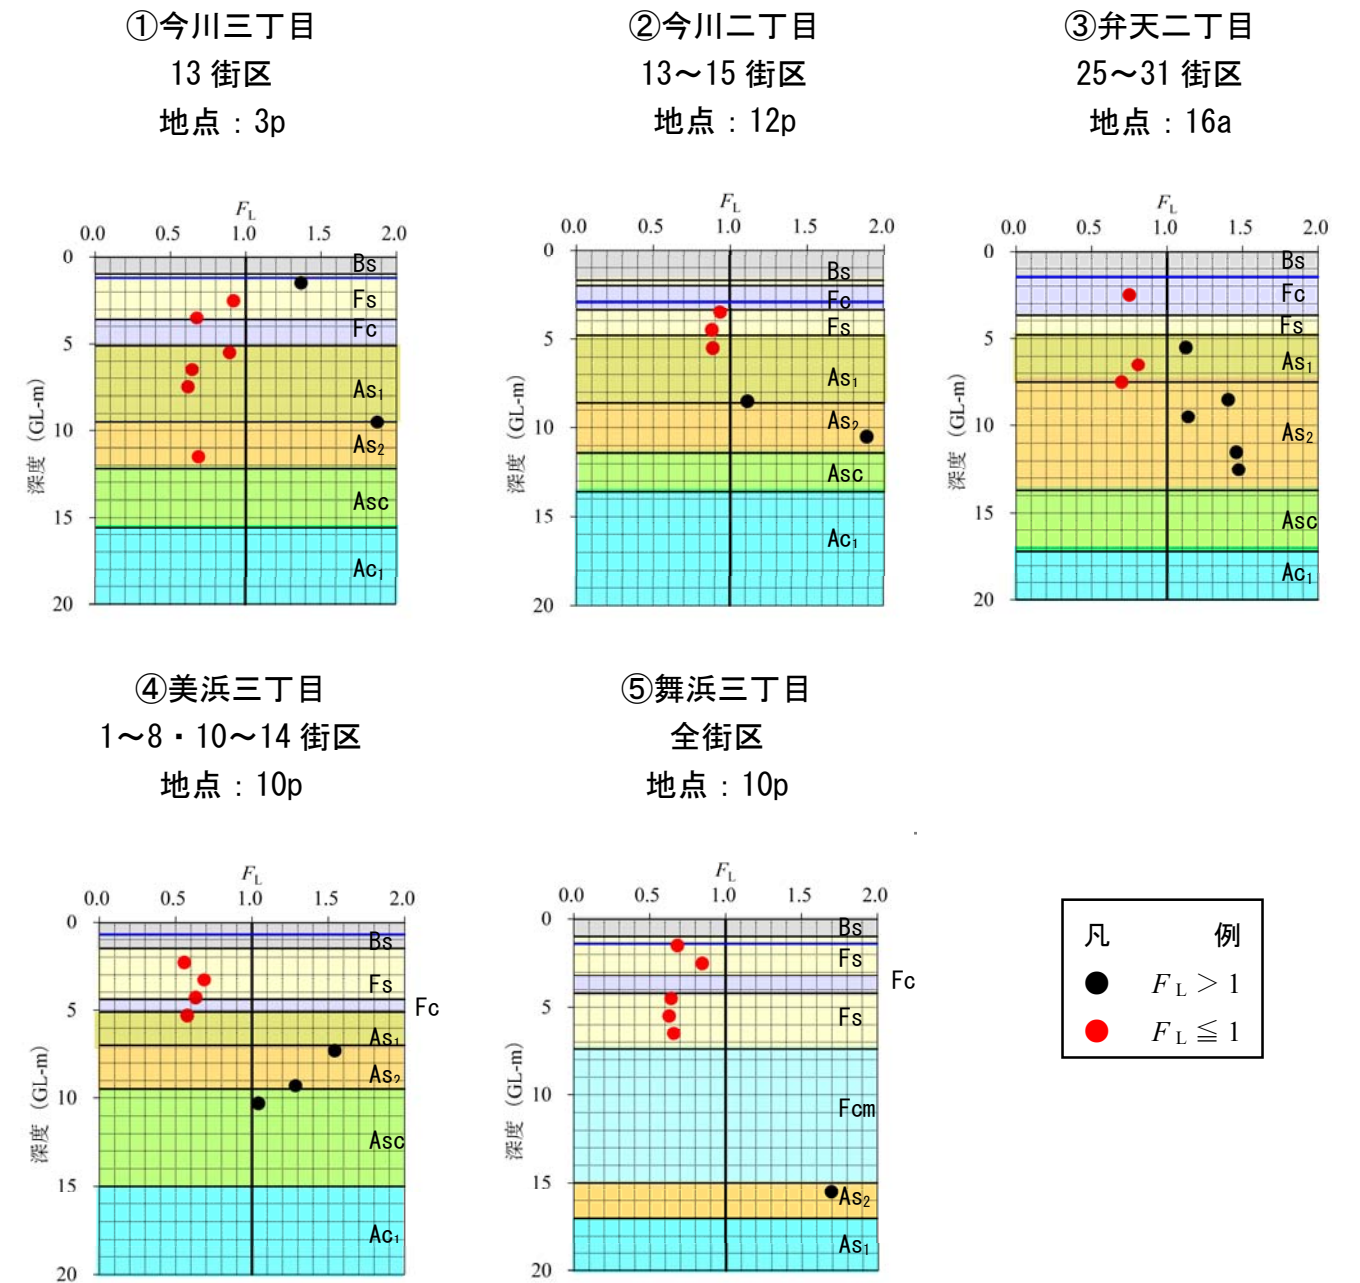 ①今川三丁目
13 街区
地点：3p
②今川二丁目
13～15 街区
地点：12p
③弁天二丁目
25～31 街区
地点：16a
F L
0.0 0.5 1.0 1.5 2.0
0
5
10
15
20
深度 (GL-m)
Bs
Fs
Fc
As₁
As₂
Asc
Ac₁
F L
0.0 0.5 1.0 1.5 2.0
0
5
10
15
20
深度 (GL-m)
Bs
Fc
Fs
As₁
As₂
Asc
Ac₁
F L
0.0 0.5 1.0 1.5 2.0
0
5
10
15
20
深度 (GL-m)
Bs
Fc
Fs
As₁
As₂
Asc
Ac₁
④美浜三丁目
1～8・10～14 街区
地点：10p
⑤舞浜三丁目
全街区
地点：10p
F L
0.0 0.5 1.0 1.5 2.0
0
5
10
15
20
深度 (GL-m)
Bs
Fs
Fc
As₁
As₂
Asc
Ac₁
F L
0.0 0.5 1.0 1.5 2.0
0
5
10
15
20
深度 (GL-m)
Bs
Fs
Fc
Fs
Fcm
As₂
As₁
凡 例
F L > 1
F L ≦ 1